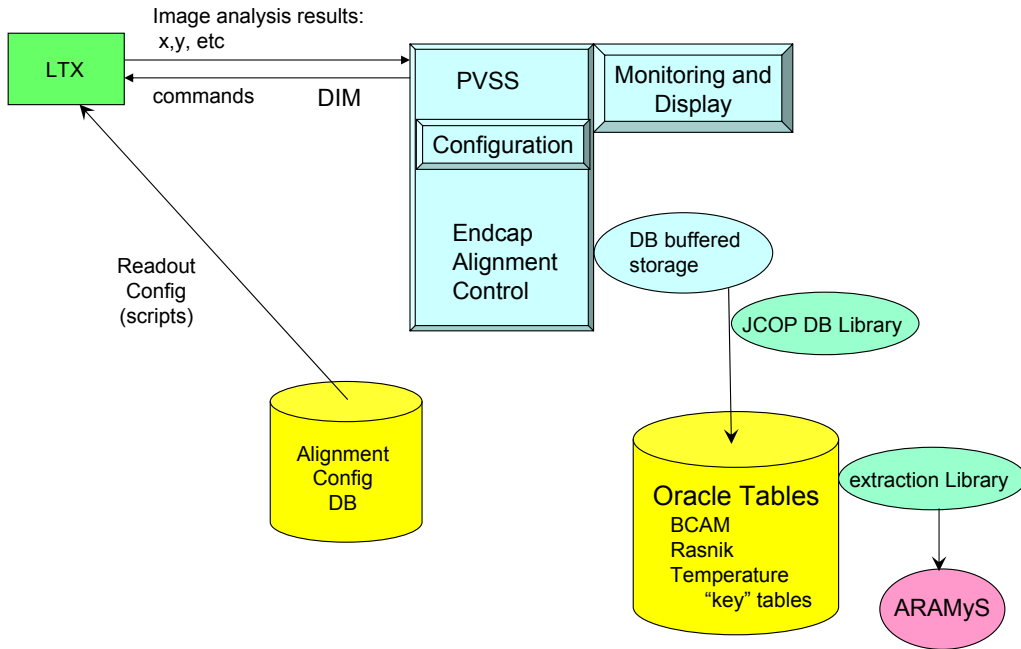 Image analysis results:
x,y, etc
LTX
commands
DIM
PVSS
Monitoring and
Display
Configuration
Endcap
Alignment
Control
DB buffered
storage
Readout
Config
(scripts)
JCOP DB Library
Alignment
Config
DB
Oracle Tables
BCAM
Rasnik
Temperature
“key” tables
extraction Library
ARAMyS